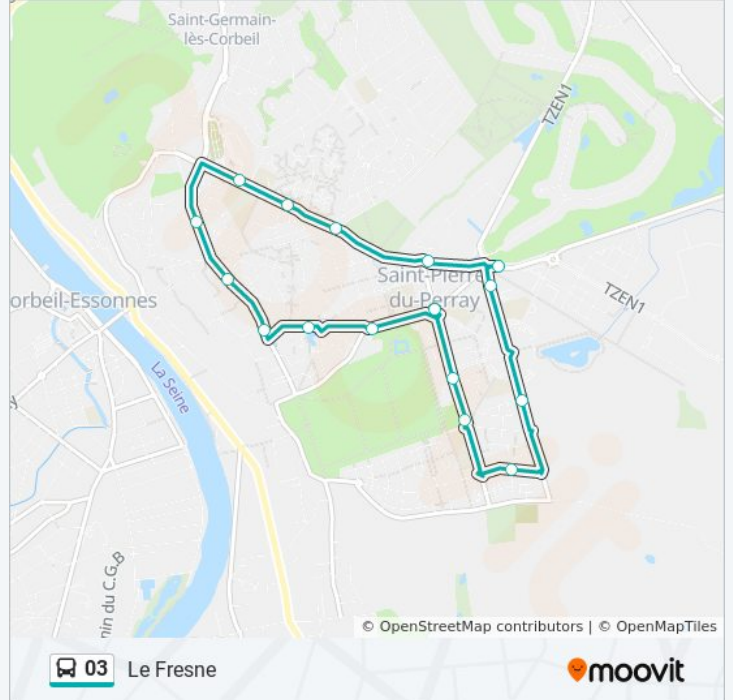 Saint-Germain-
lès-Corbeil
TZEN1
Saint-Pierre
du-Perray
orbeil-Essonnes
TZEN1
La Seine
nin du C.G.B
© OpenStreetMap contributors | © OpenMapTiles
03 Le Fresne
moovit